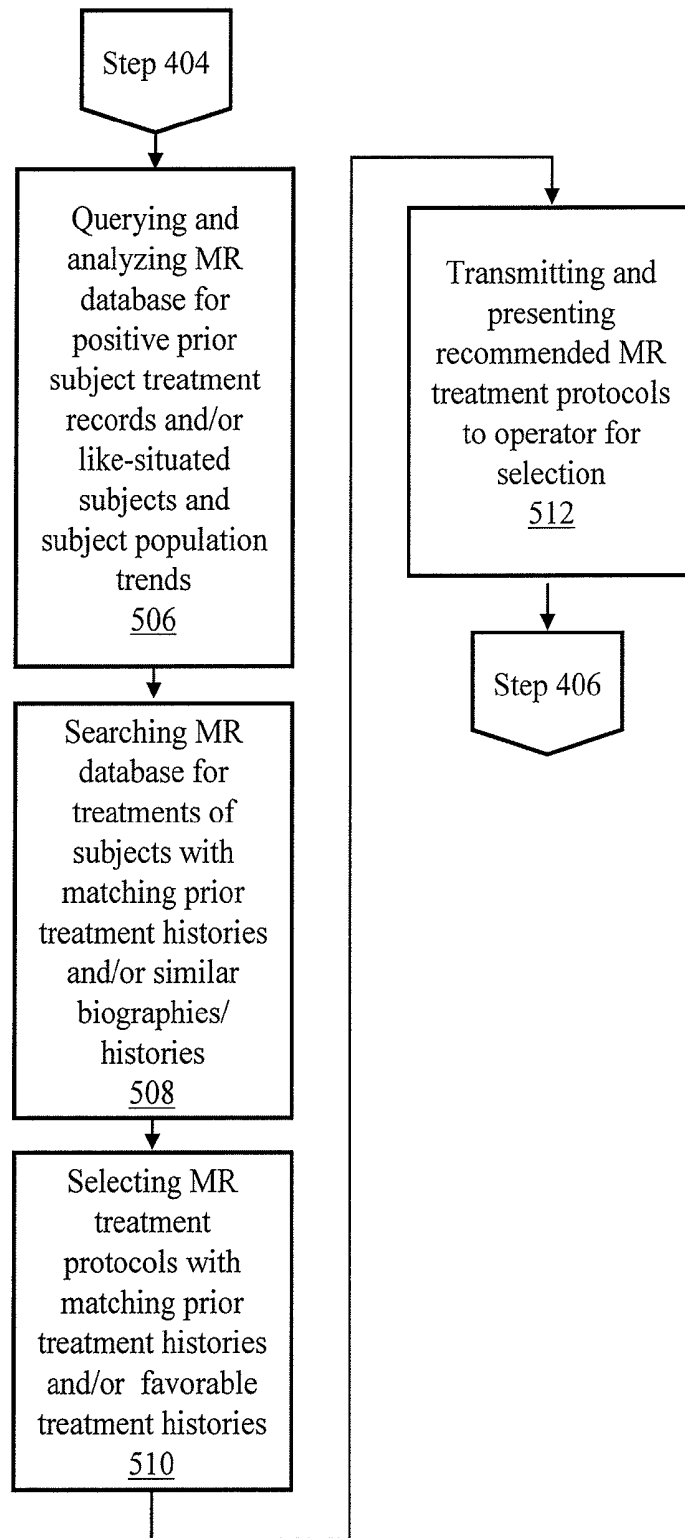 Step 404
Querying and
analyzing MR
database for
positive prior
subject treatment
records and/or
like-situated
subjects and
subject population
trends
506
Searching MR
database for
treatments of
subjects with
matching prior
treatment histories
and/or similar
biographies/
histories
508
Selecting MR
treatment
protocols with
matching prior
treatment histories
and/or favorable
treatment histories
510
Transmitting and
presenting
recommended MR
treatment protocols
to operator for
selection
512
Step 406